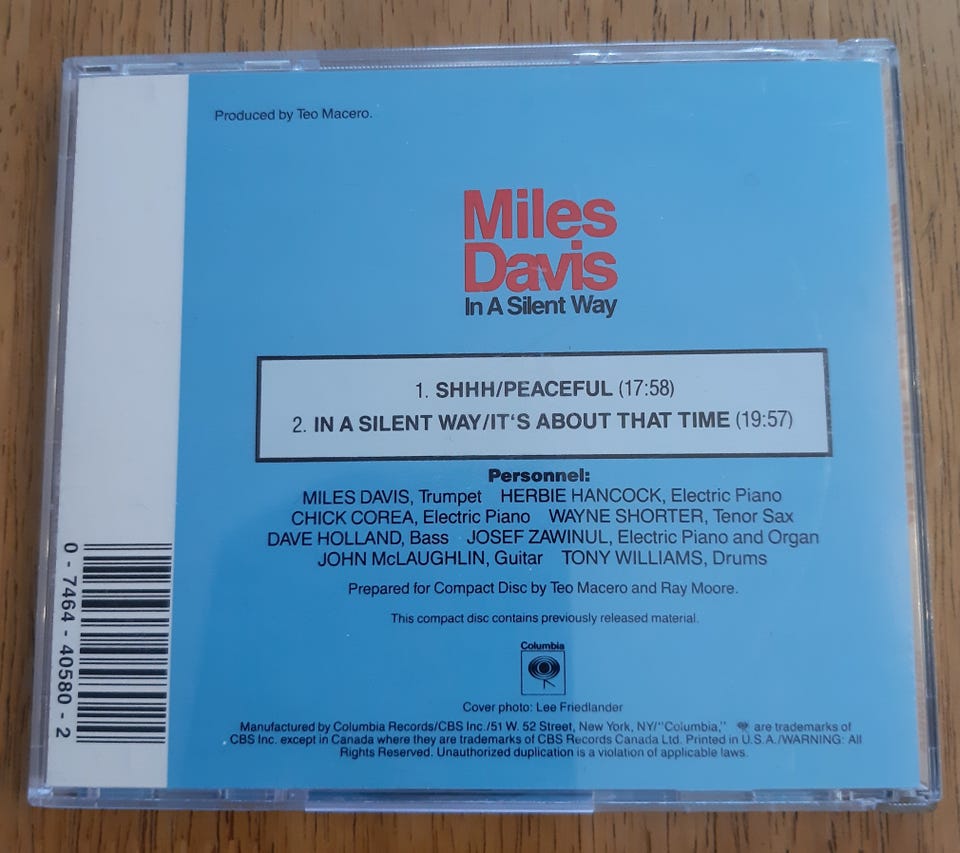 Produced by Teo Macero.
Miles
Davis
In A Silent Way
1. SHHH/PEACEFUL (17:58)
2. IN A SILENT WAY/IT'S ABOUT THAT TIME (19:57)
Personnel:
MILES DAVIS, Trumpet HERBIE HANCOCK, Electric Piano
CHICK COREA, Electric Piano WAYNE SHORTER, Tenor Sax
DAVE HOLLAND, Bass JOSEF ZAWINUL, Electric Piano and Organ
JOHN McLAUGHLIN, Guitar TONY WILLIAMS, Drums
Prepared for Compact Disc by Teo Macero and Ray Moore.
This compact disc contains previously released material.
Columbia
Cover photo: Lee Friedlander
Manufactured by Columbia Records/CBS Inc./51 W. 52 Street, New York, NY/"Columbia," are trademarks of
CBS Inc. except in Canada where they are trademarks of CBS Records Canada Ltd. Printed in U.S.A./WARNING: All
Rights Reserved. Unauthorized duplication is a violation of applicable laws.
0 - 7464 - 40580 - 2